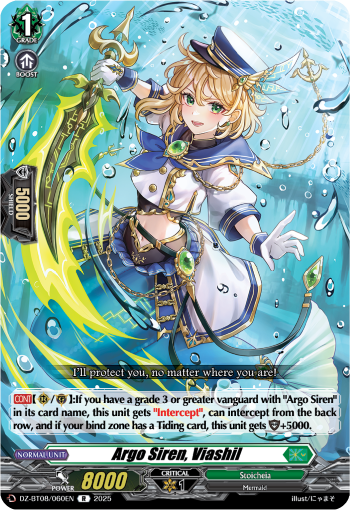 1
GRADE
BOOST
5000
SHIELD
I'll protect you, no matter where you are!
CONT:If you have a grade 3 or greater vanguard with "Argo Siren"
in its card name, this unit gets "Intercept", can intercept from the back
row, and if your bind zone has a Tiding card, this unit gets +5000.
NORMAL UNIT
Argo Siren, Viashil
POWER
8000
CRITICAL
1
Stoicheia
Mermaid
DZ-BT08/060EN R 2025
illust/にゃまそ